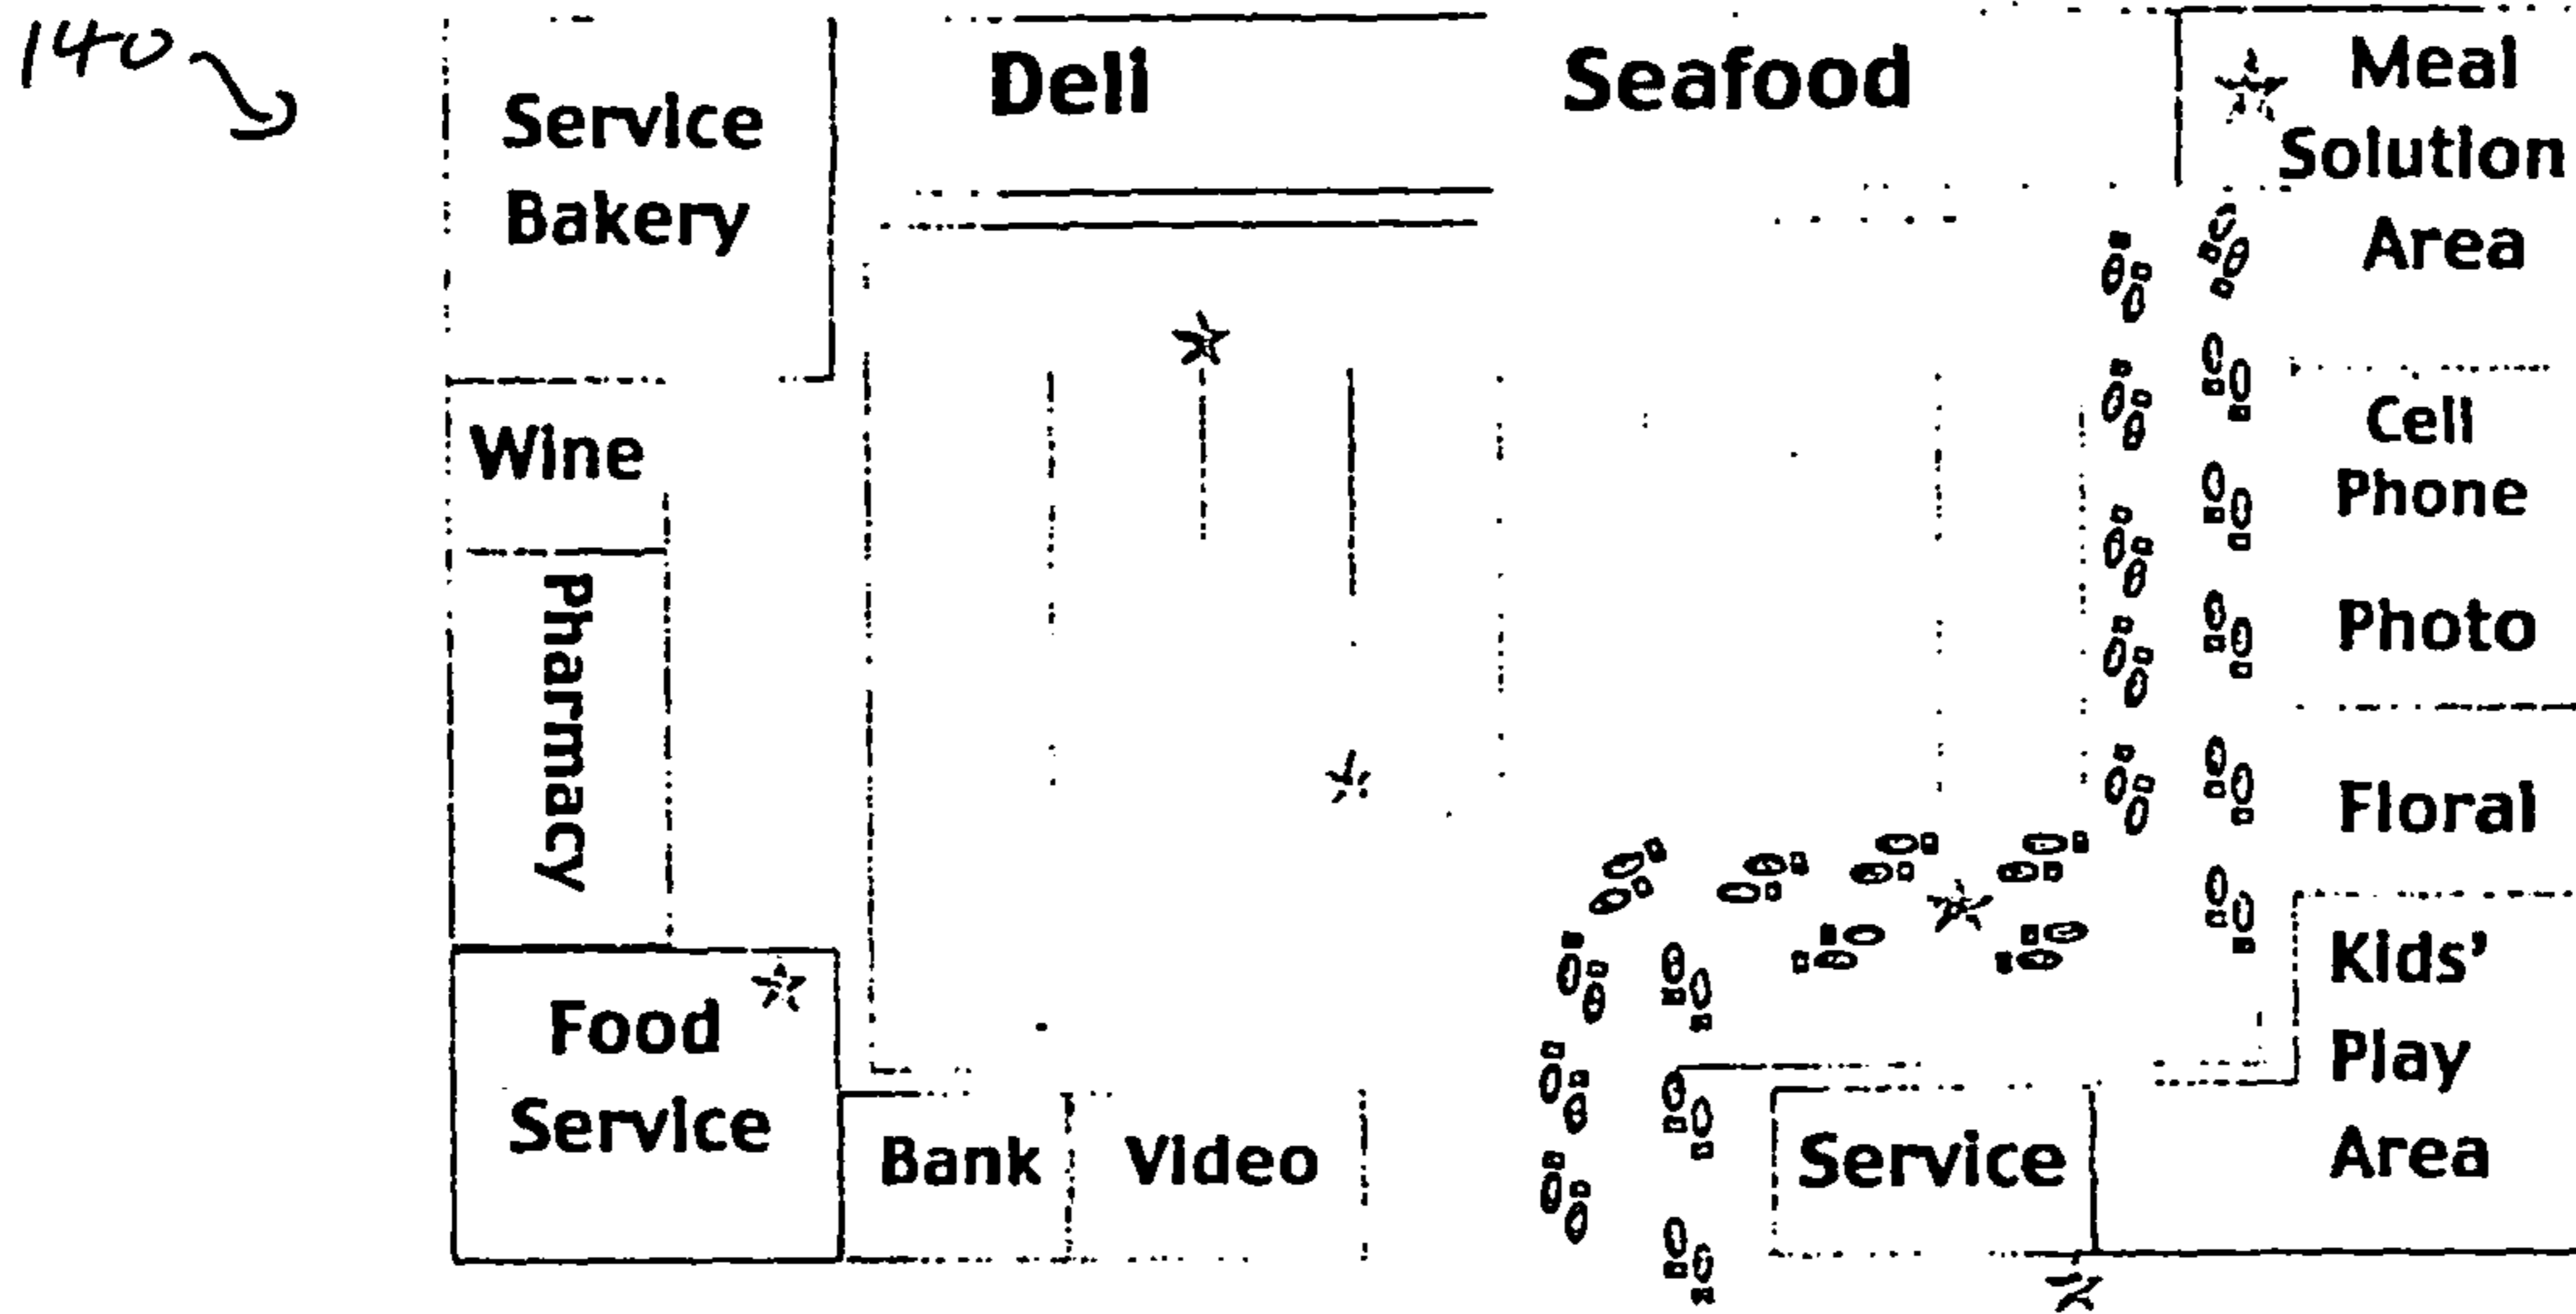 140
Service
Bakery
Deli
Seafood
Meal
Solution
Area
Wine
Cell
Phone
Pharmacy
Photo
Floral
Food
Service
Bank
Video
Service
Kids'
Play
Area